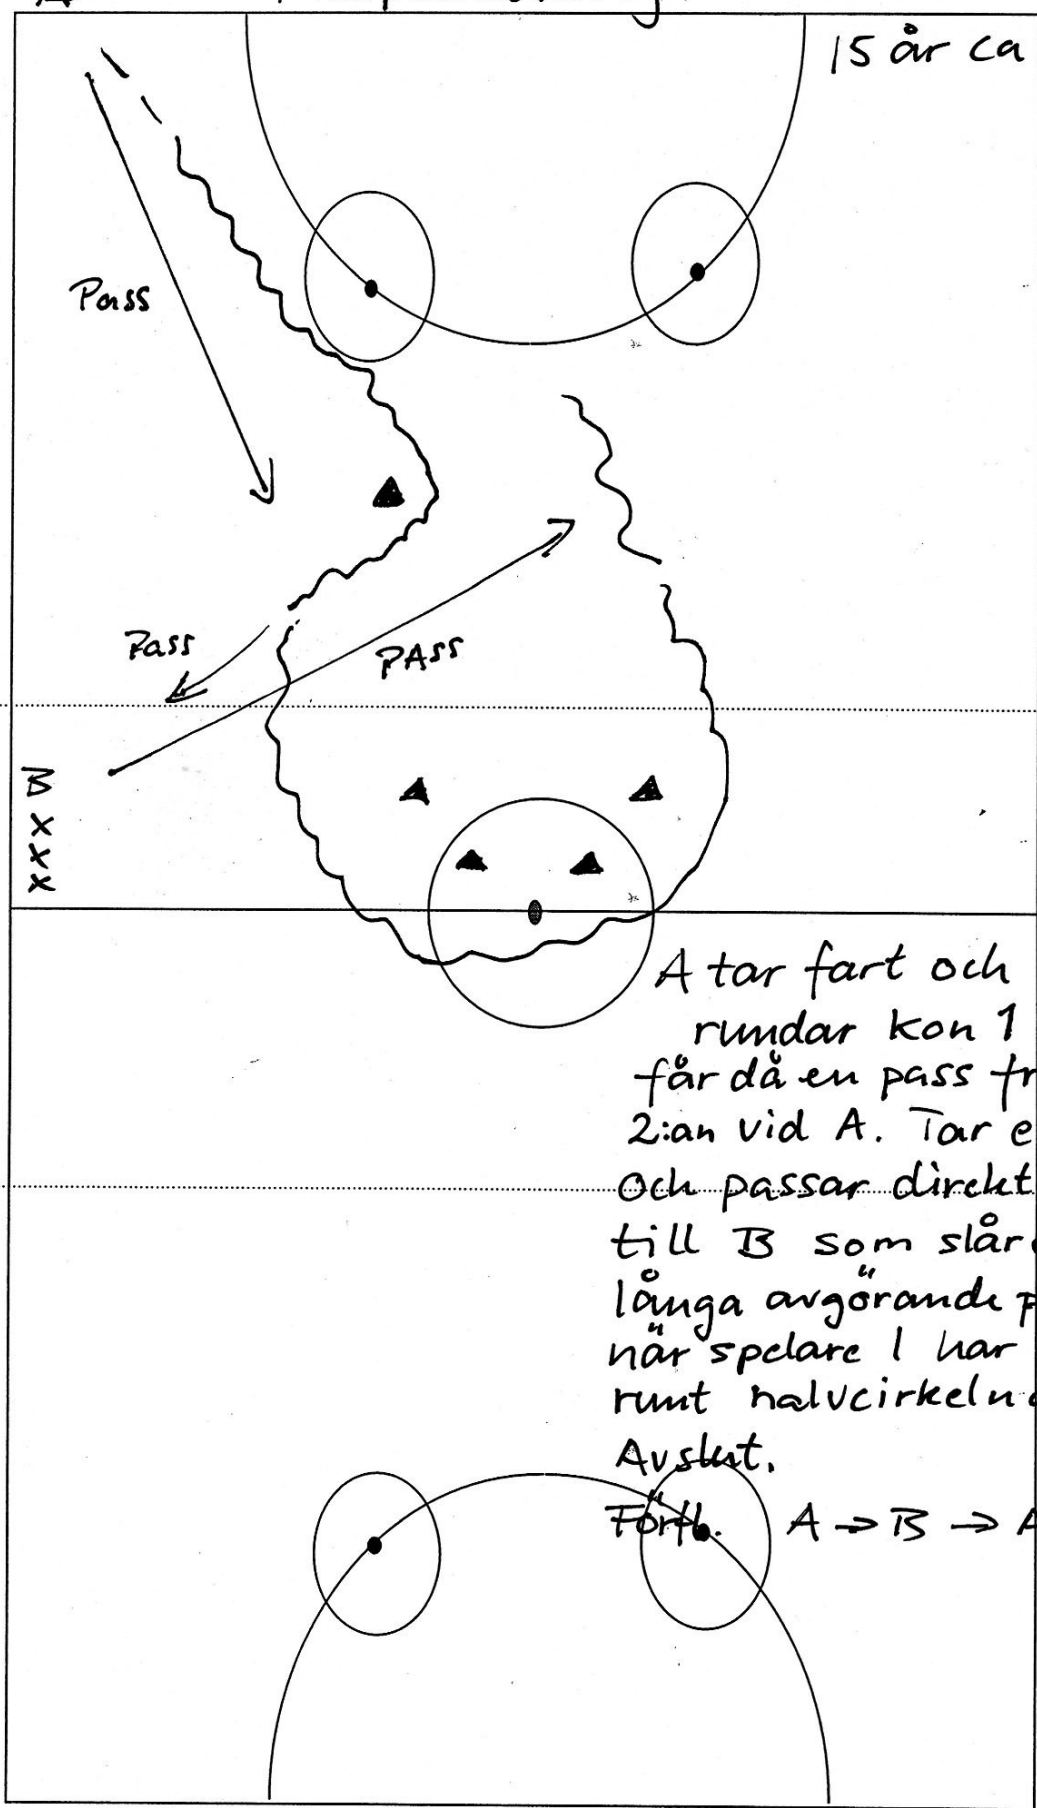 15 år ca
Pass
Pass
PASS
B X X X
A tar fart och
rundar kon 1
får då en pass fr
2:an vid A. Tar e
och passar direkt
till B som slår
långa avgörande p
när spelare 1 har
runt halvcirkeln
Avslut.
Förfl. A → B → A